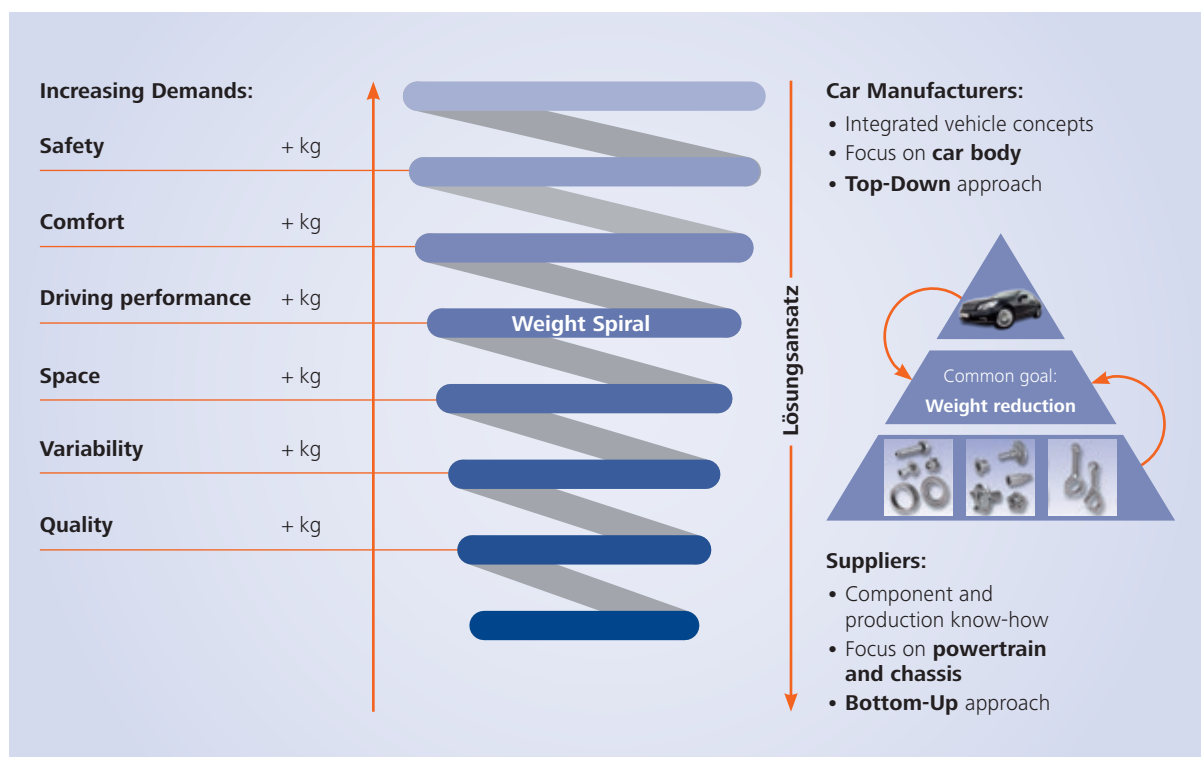 Increasing Demands:
Safety + kg
Comfort + kg
Driving performance + kg
Space + kg
Variability + kg
Quality + kg
Weight Spiral
Lösungsansatz
Car Manufacturers:
• Integrated vehicle concepts
• Focus on car body
• Top-Down approach
Common goal:
Weight reduction
Suppliers:
• Component and
production know-how
• Focus on powertrain
and chassis
• Bottom-Up approach